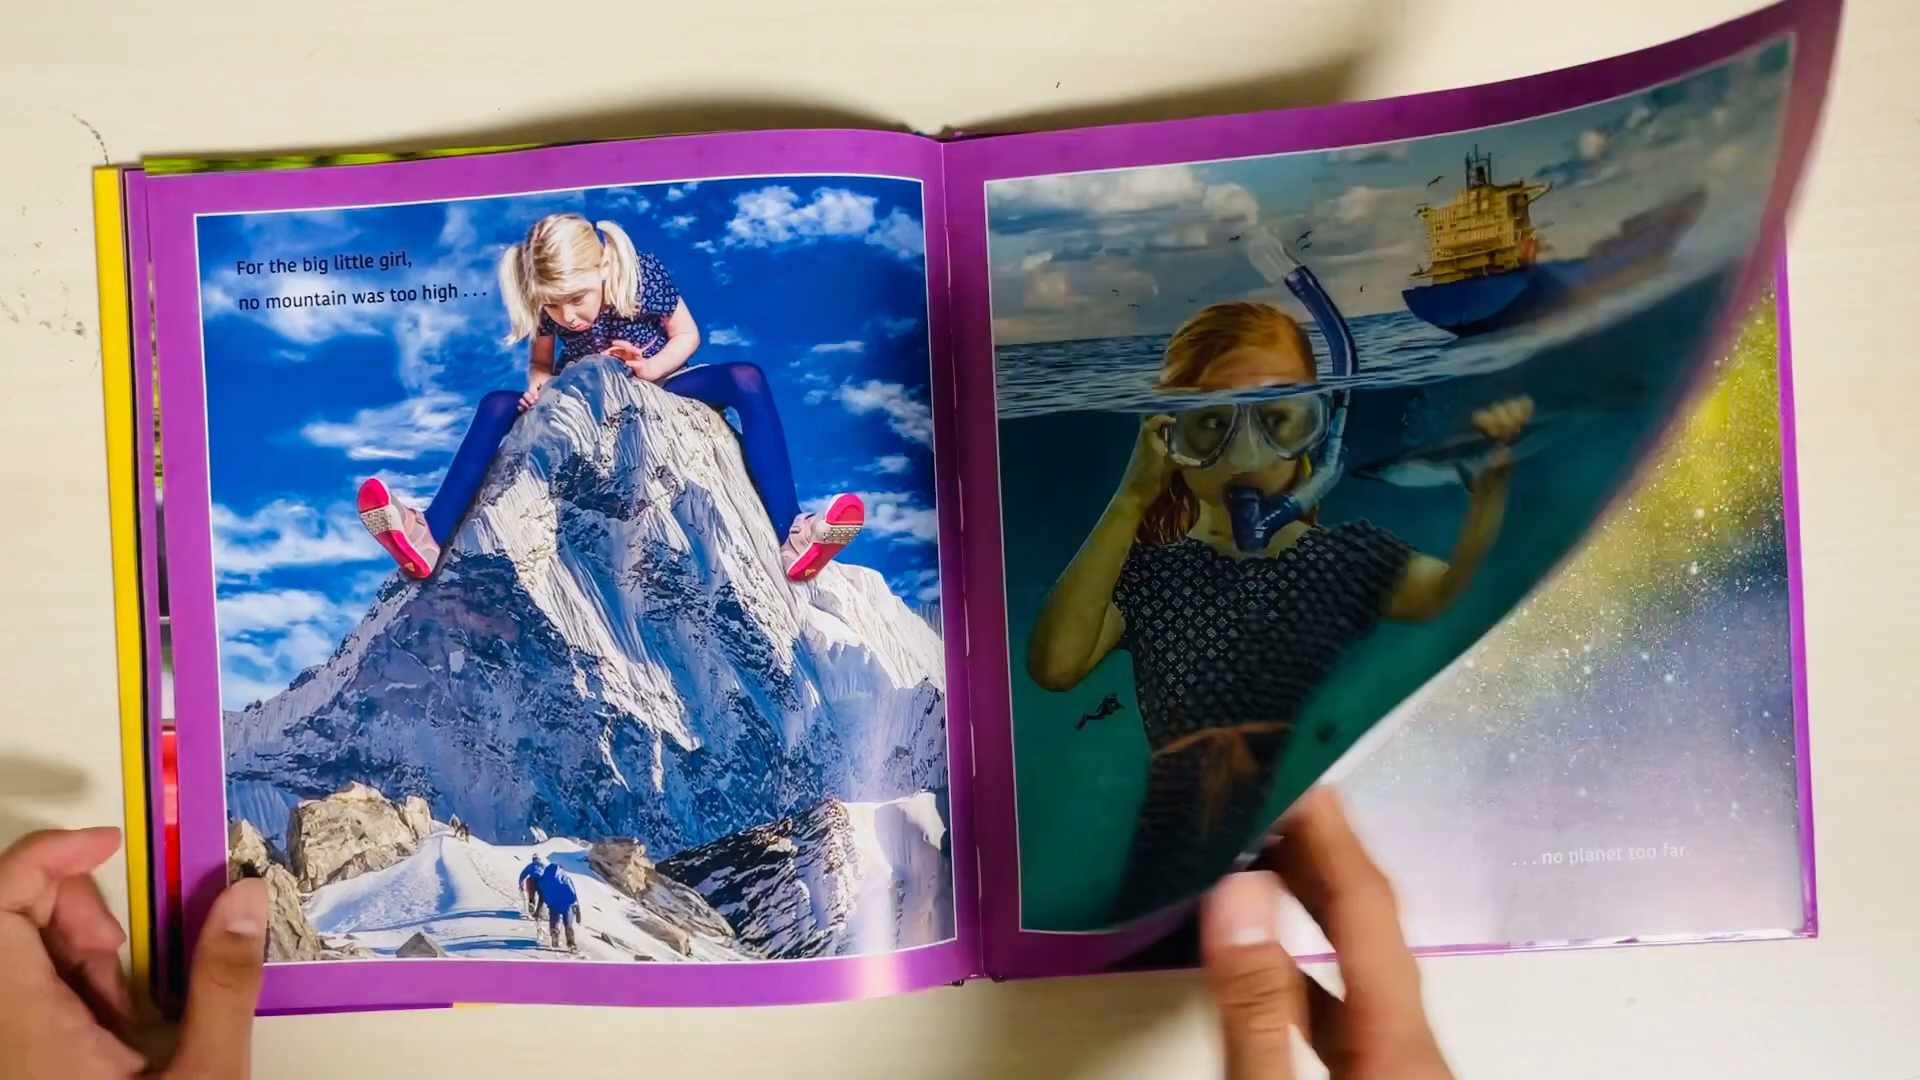 For the big little girl,
no mountain was too high . . .
. . . no planet too far.